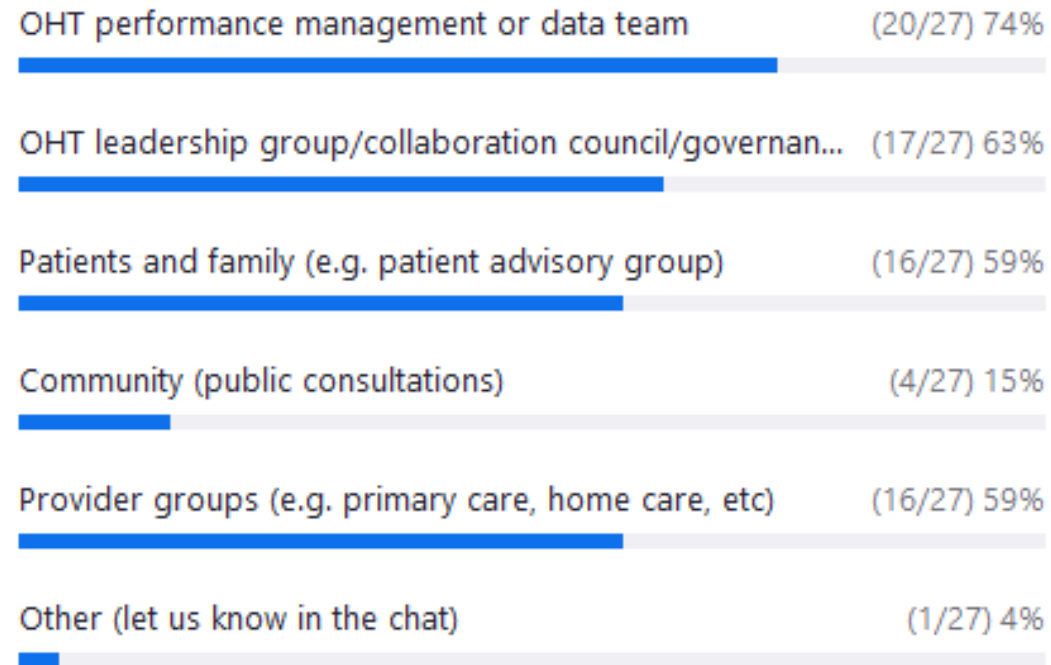 OHT performance management or data team (20/27) 74%
OHT leadership group/collaboration council/governan... (17/27) 63%
Patients and family (e.g. patient advisory group) (16/27) 59%
Community (public consultations) (4/27) 15%
Provider groups (e.g. primary care, home care, etc) (16/27) 59%
Other (let us know in the chat) (1/27) 4%